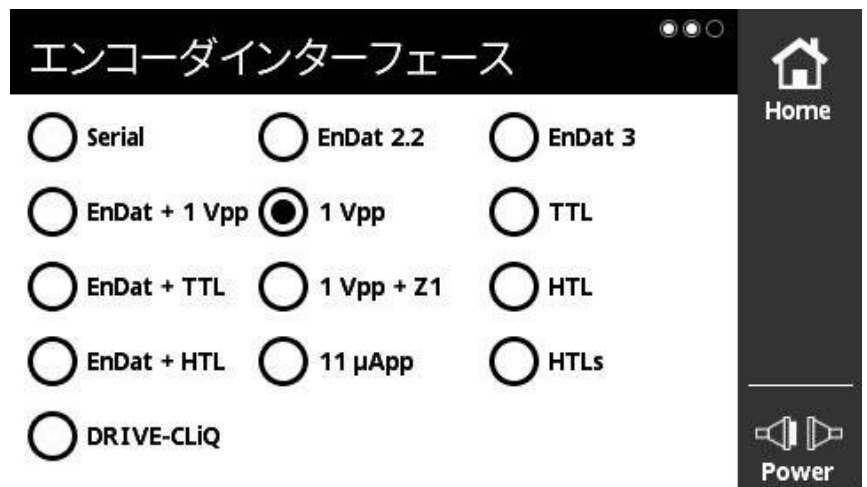 エンコーダインターフェース
Home
Serial EnDat 2.2 EnDat 3
EnDat + 1 Vpp 1 Vpp TTL
EnDat + TTL 1 Vpp + Z1 HTL
EnDat + HTL 11 µApp HTLs
DRIVE-CLiQ
Power